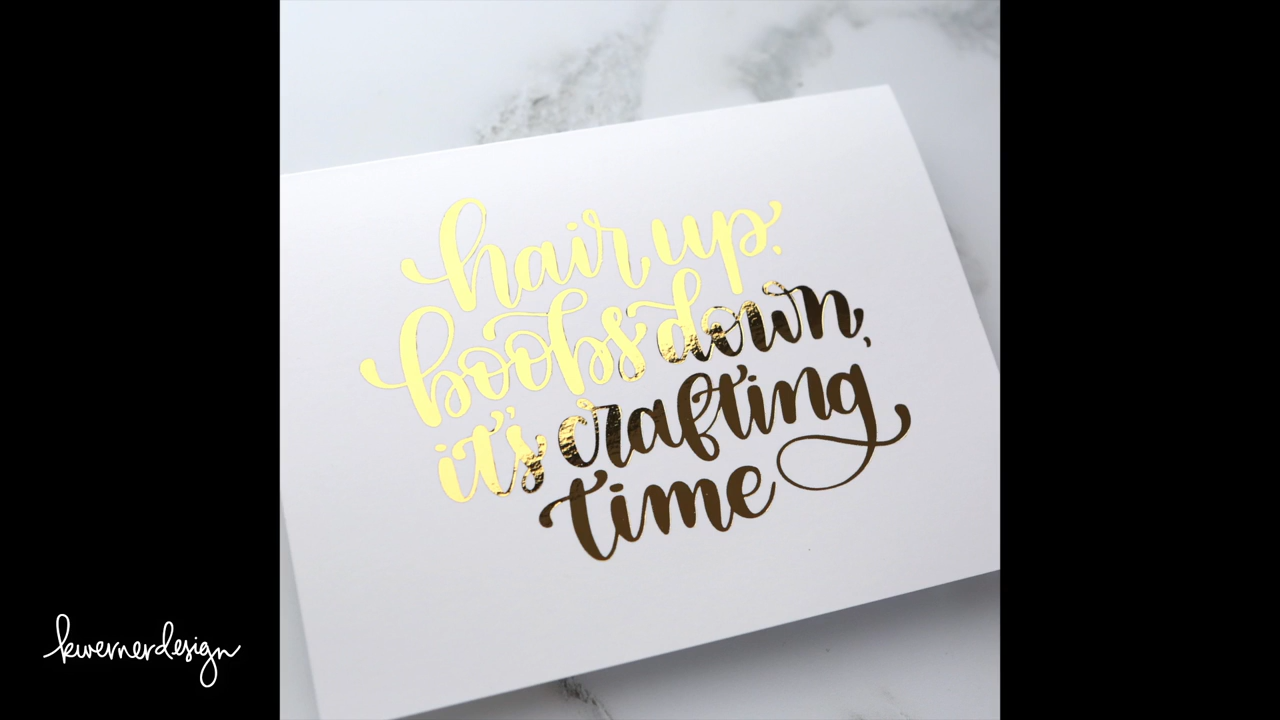 hair up,
boobs down,
it's crafting
time
kwernerdesign